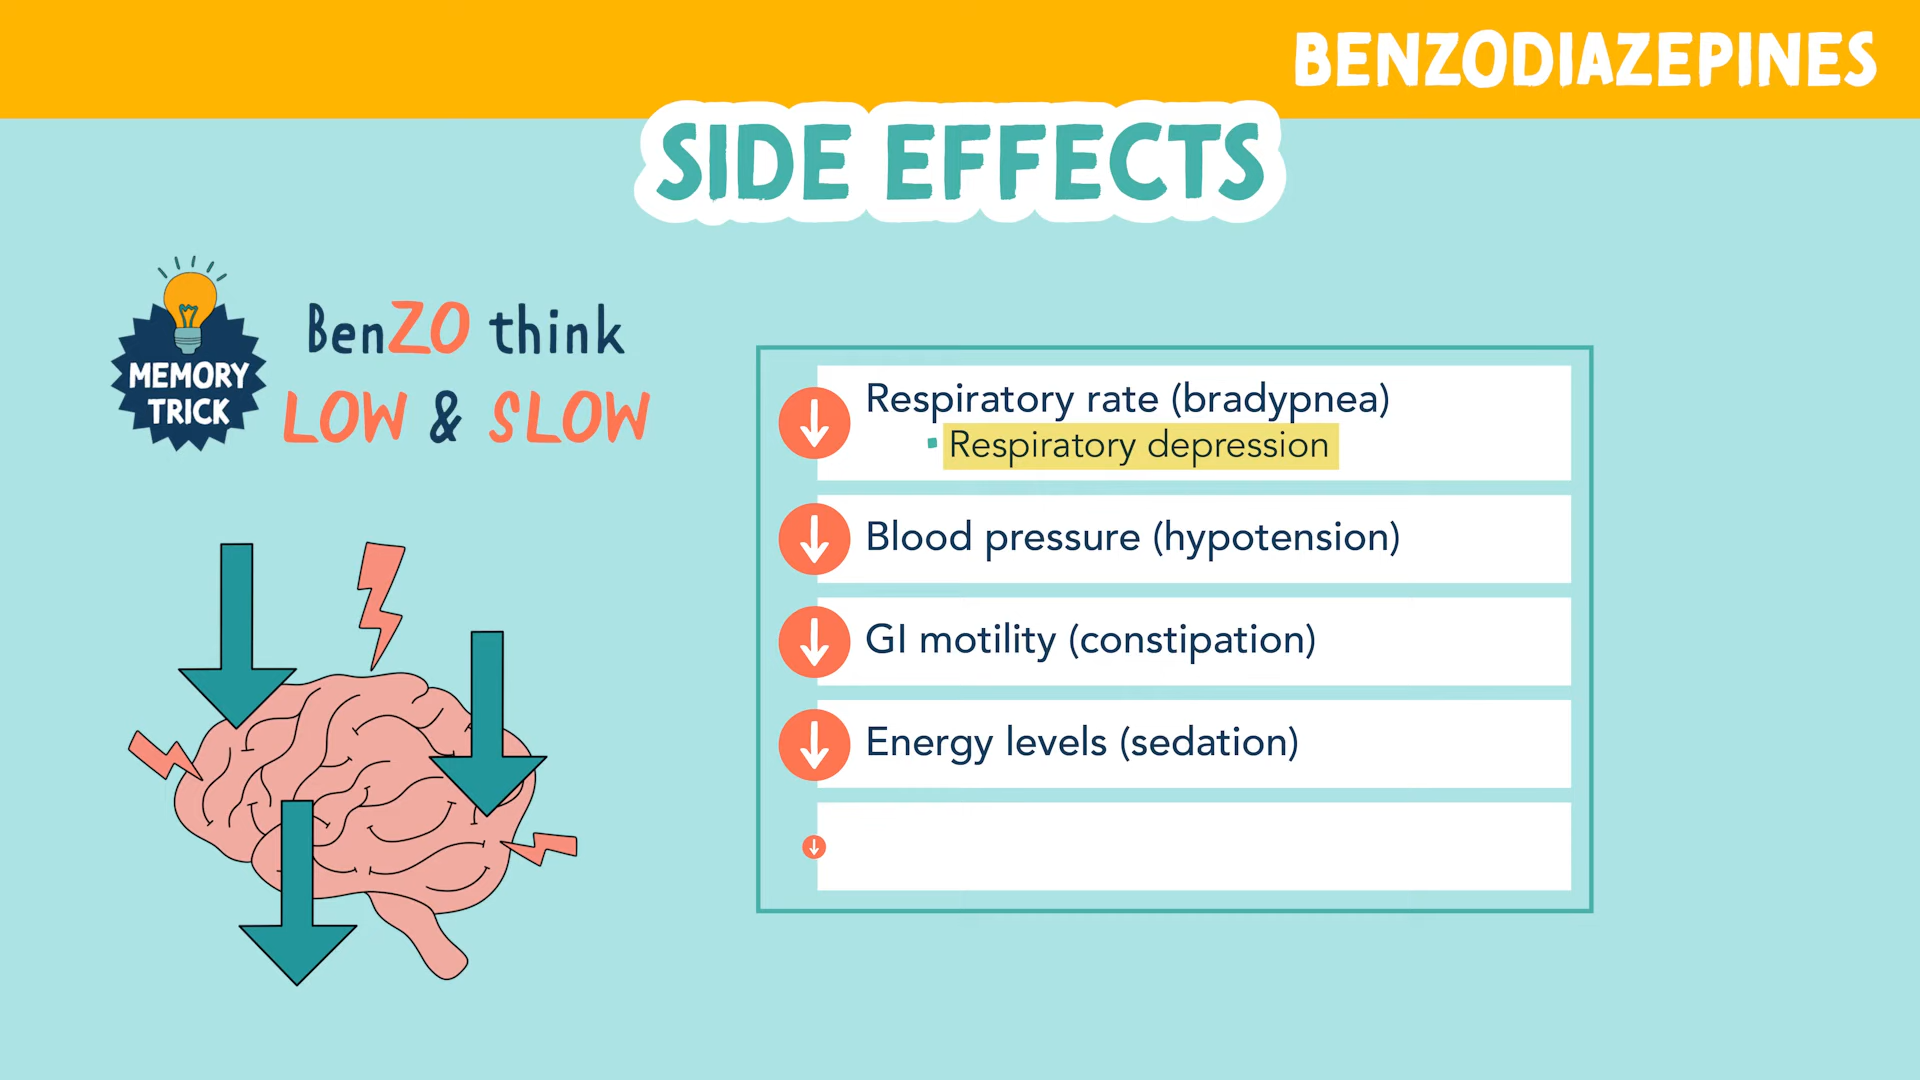 BENZODIAZEPINES
SIDE EFFECTS
MEMORY
TRICK
BenZO think
LOW & SLOW
Respiratory rate (bradypnea)
Respiratory depression
Blood pressure (hypotension)
GI motility (constipation)
Energy levels (sedation)